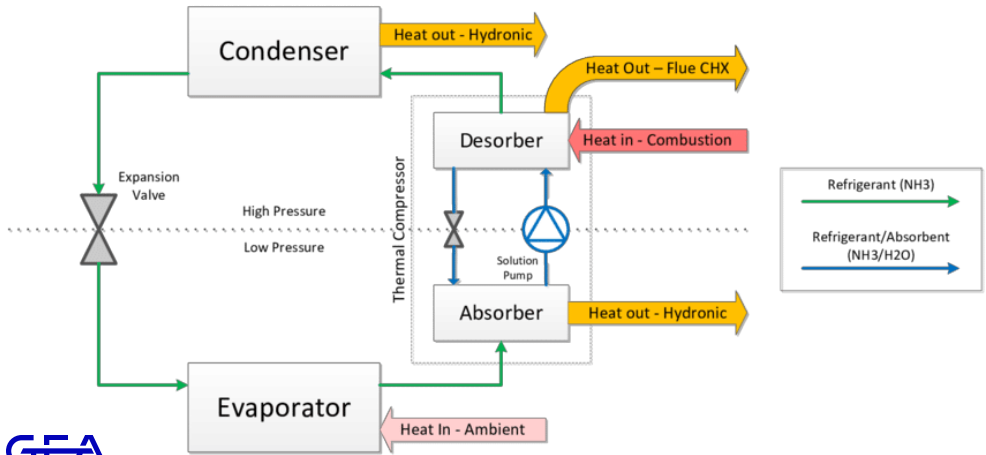 Condenser
Heat out - Hydronic
Heat Out – Flue CHX
Desorber
Heat in - Combustion
Expansion
Valve
High Pressure
Low Pressure
Thermal Compressor
Solution
Pump
Absorber
Heat out - Hydronic
Evaporator
Heat In - Ambient
Refrigerant (NH3)
Refrigerant/Absorbent
(NH3/H2O)